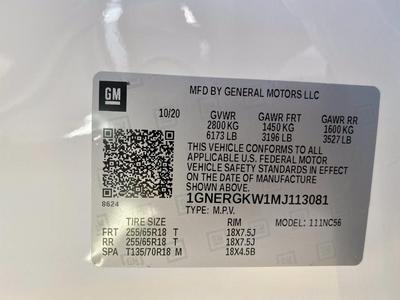 GM
MFD BY GENERAL MOTORS LLC
10/20 GVWR GAWR FRT GAWR RR
2800 KG 1450 KG 1600 KG
6173 LB 3196 LB 3527 LB
THIS VEHICLE CONFORMS TO ALL
APPLICABLE U.S. FEDERAL MOTOR
VEHICLE SAFETY STANDARDS IN EFFECT
ON THE DATE OF MANUFACTURE
SHOWN ABOVE.
1GNERGKW1MJ113081
8624
TYPE: M.P.V. MODEL: 111NC56
TIRE SIZE RIM
FRT 255/65R18 T 18X7.5J
RR 255/65R18 T 18X7.5J
SPA T135/70R18 M 18X4.5B